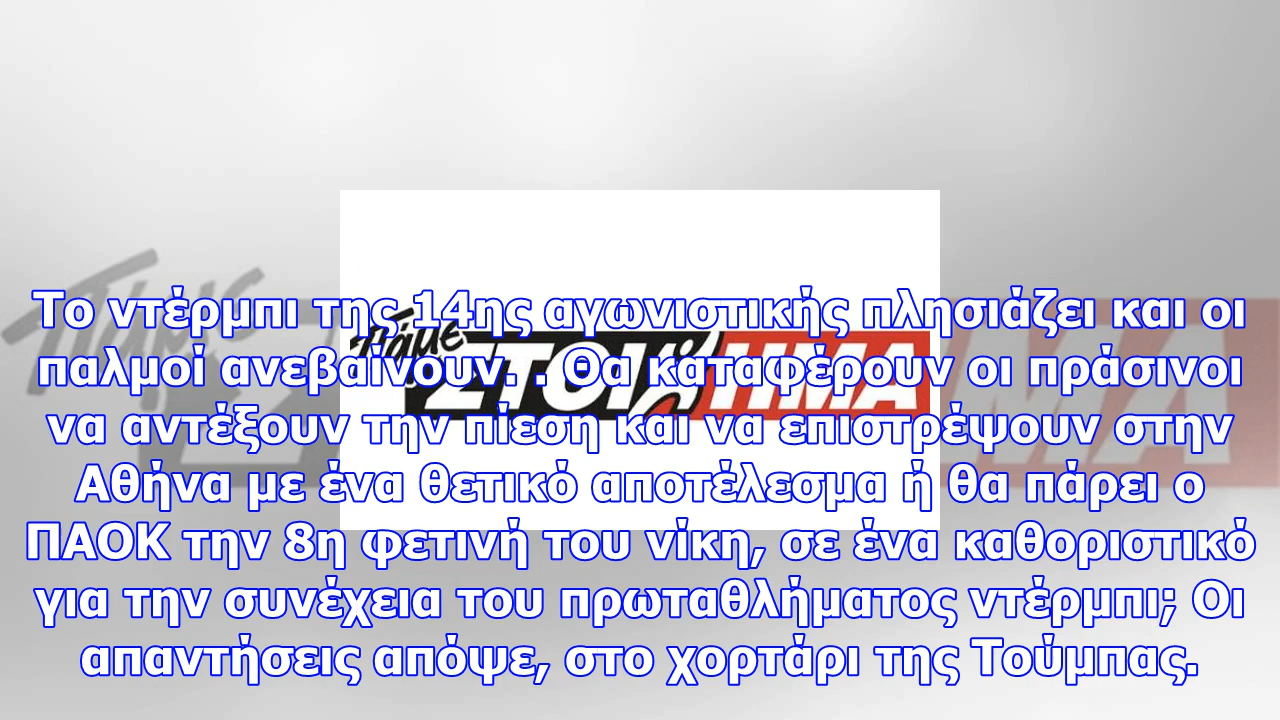 Το ντέρμπι της 14ης αγωνιστικής πλησιάζει και οι
παλμοί ανεβαίνουν. . Θα καταφέρουν οι πράσινοι
να αντέξουν την πίεση και να επιστρέψουν στην
Αθήνα με ένα θετικό αποτέλεσμα ή θα πάρει ο
ΠΑΟΚ την 8η φετινή του νίκη, σε ένα καθοριστικό
για την συνέχεια του πρωταθλήματος ντέρμπι; Οι
απαντήσεις απόψε, στο χορτάρι της Τούμπας.
Πάμε
ΣΤΟΙΧΗΜΑ